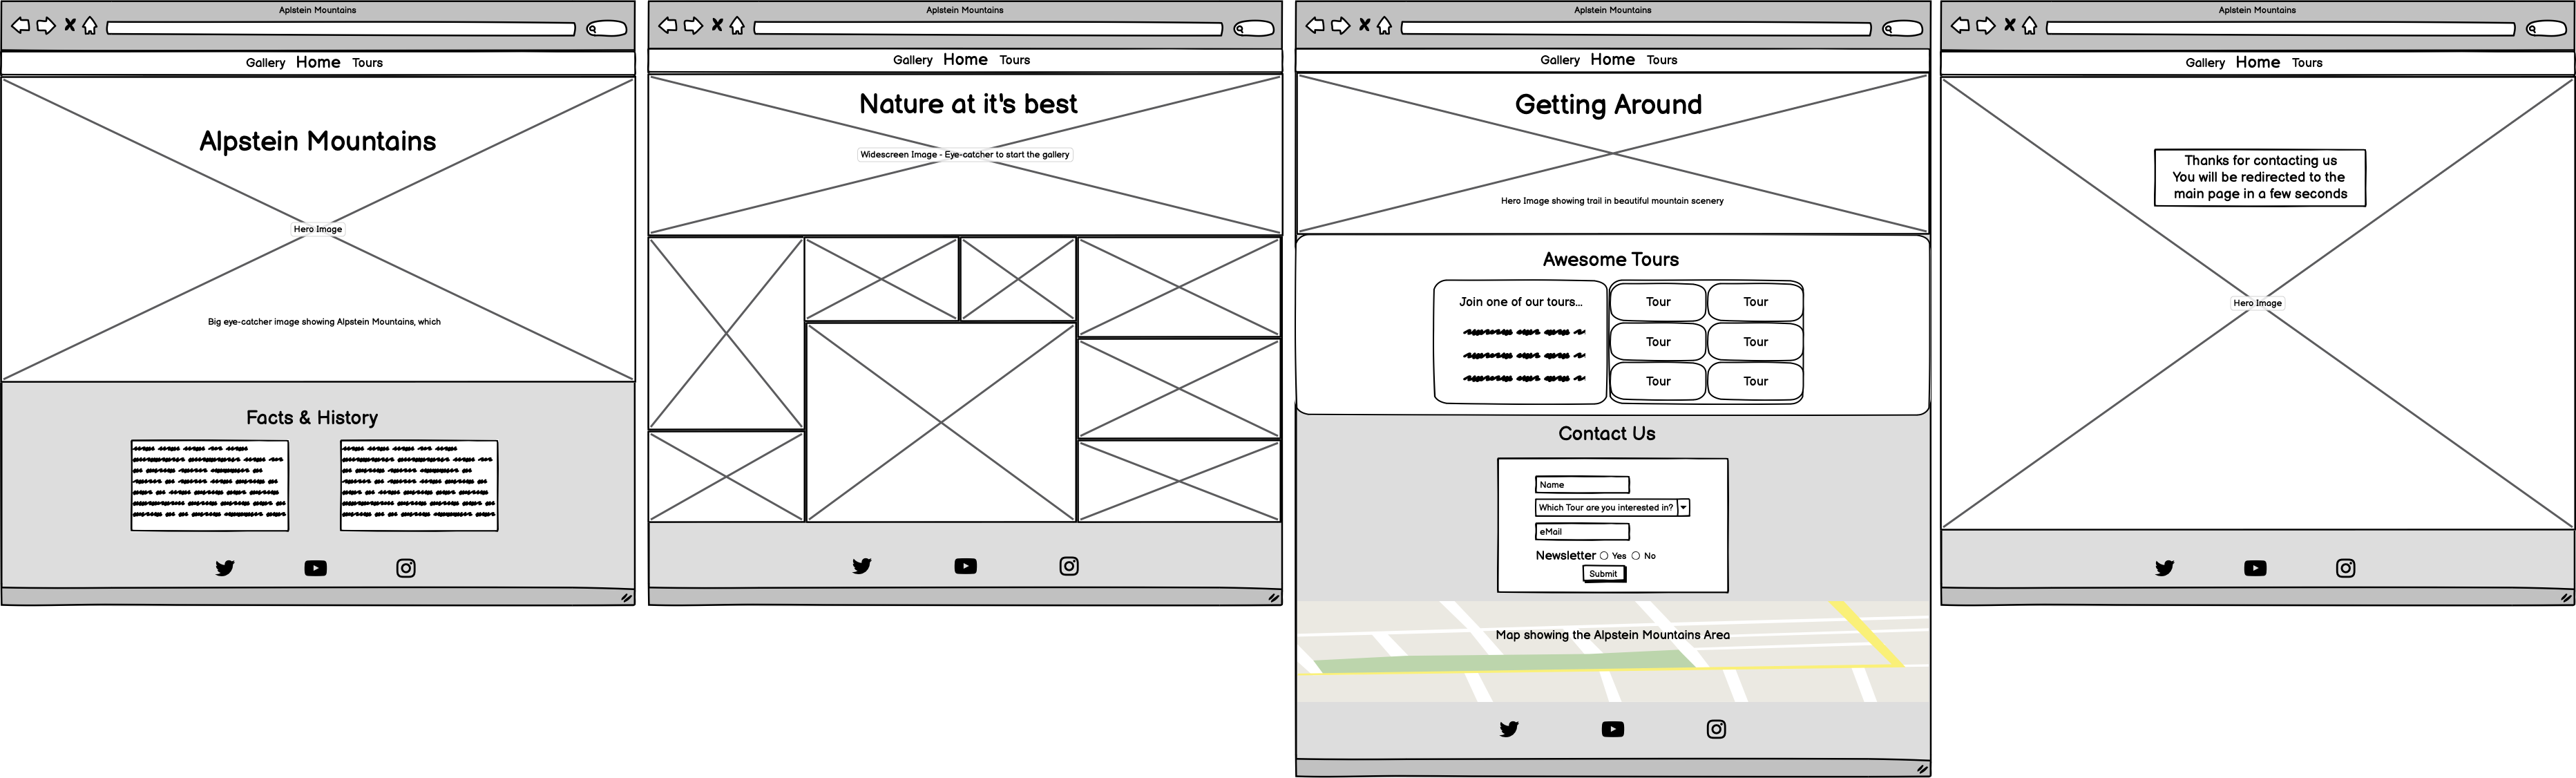 Aplstein Mountains
Gallery Home Tours
Alpstein Mountains
Hero Image
Big eye-catcher image showing Alpstein Mountains, which
Facts & History
Aplstein Mountains
Gallery Home Tours
Nature at it's best
Widescreen Image - Eye-catcher to start the gallery
Aplstein Mountains
Gallery Home Tours
Getting Around
Hero Image showing trail in beautiful mountain scenery
Awesome Tours
Join one of our tours...
Tour Tour
Tour Tour
Tour Tour
Contact Us
Name
Which Tour are you interested in?
eMail
Newsletter Yes No
Submit
Map showing the Alpstein Mountains Area
Aplstein Mountains
Gallery Home Tours
Thanks for contacting us
You will be redirected to the
main page in a few seconds
Hero Image